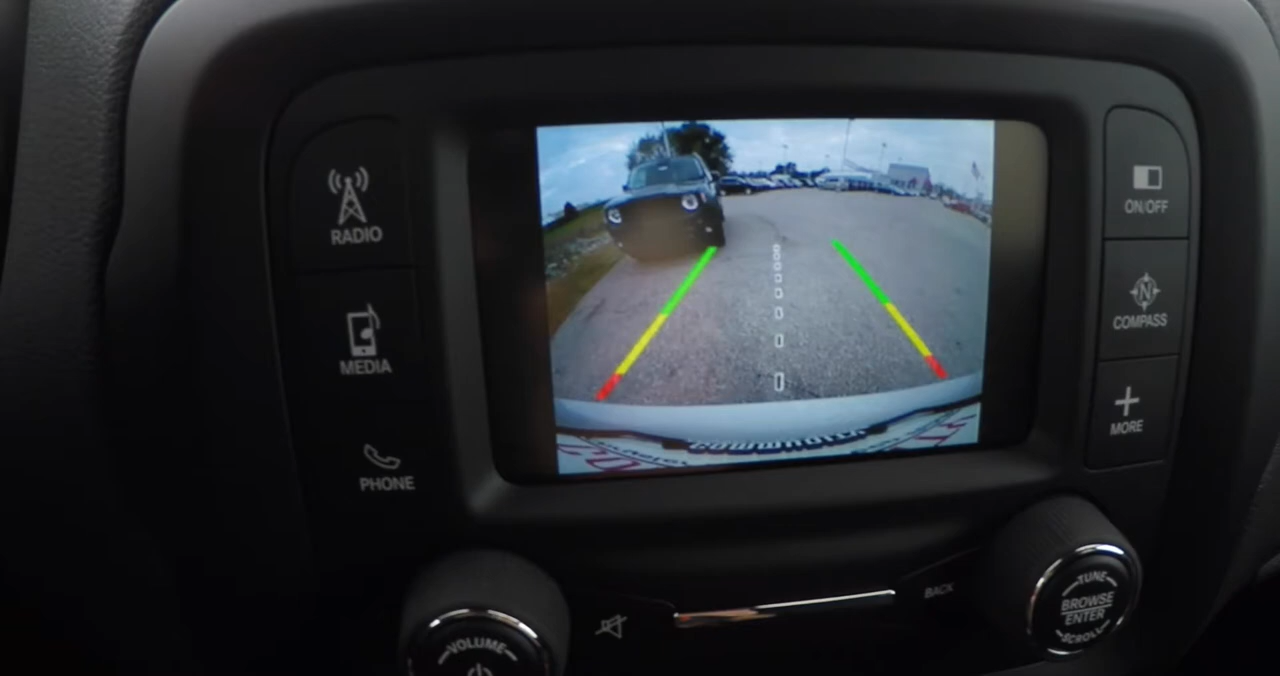 RADIO
MEDIA
PHONE
ON/OFF
N
COMPASS
MORE
VOLUME
BACK
TUNE
BROWSE
ENTER
SCROLL